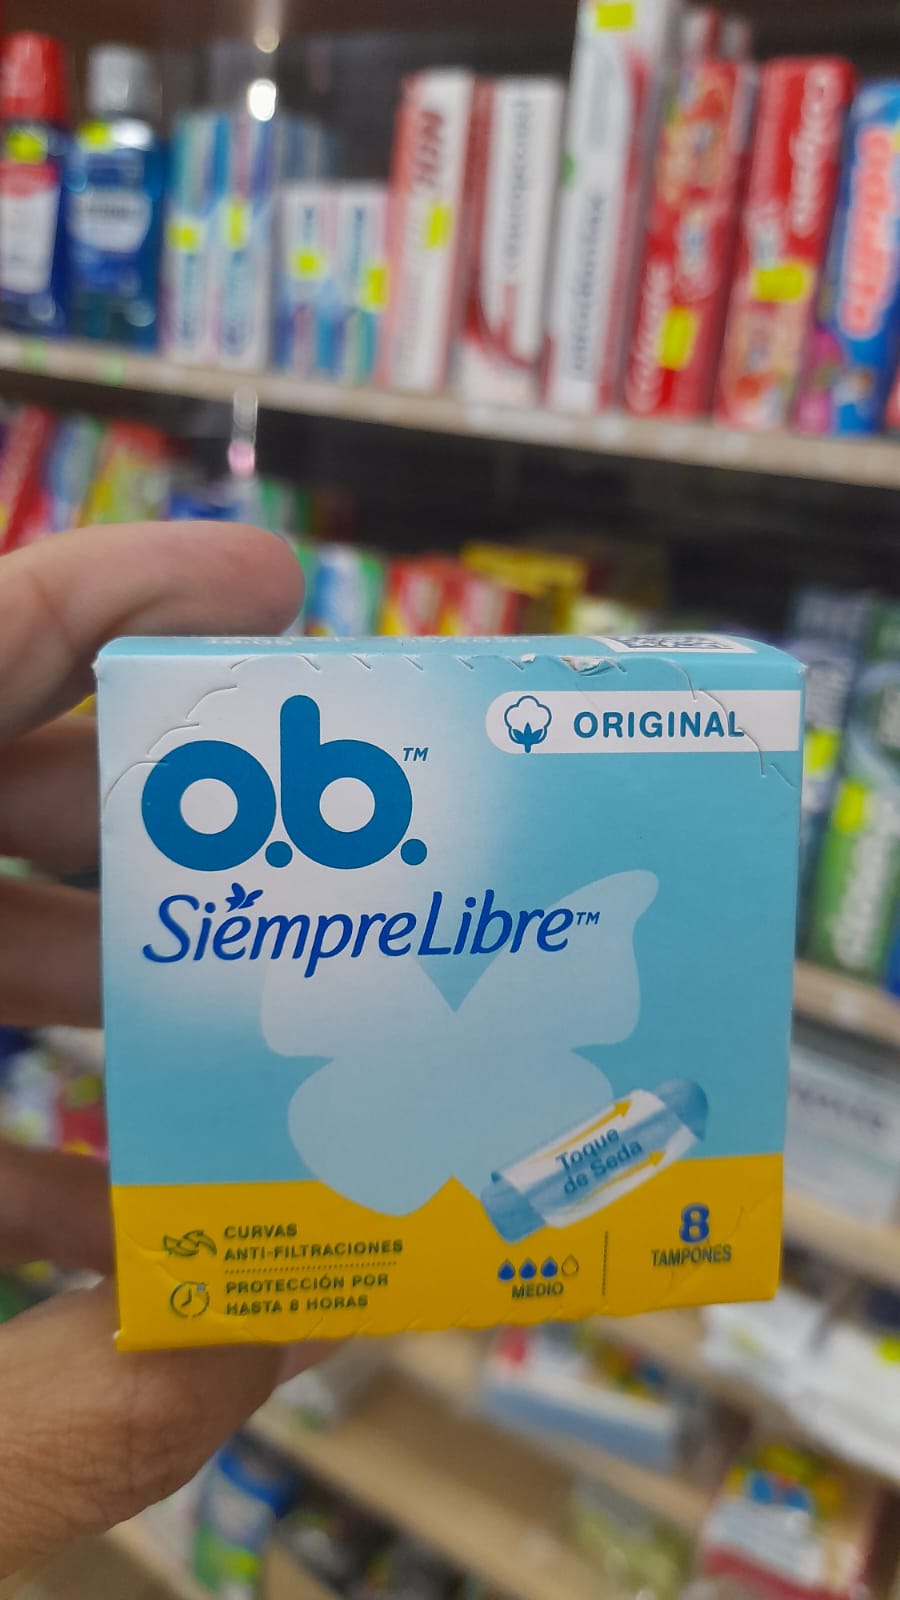 o.b.™
ORIGINAL
SiempreLibre™
Toque
de Seda
CURVAS
ANTI-FILTRACIONES
PROTECCIÓN POR
HASTA 8 HORAS
MEDIO
8
TAMPONES